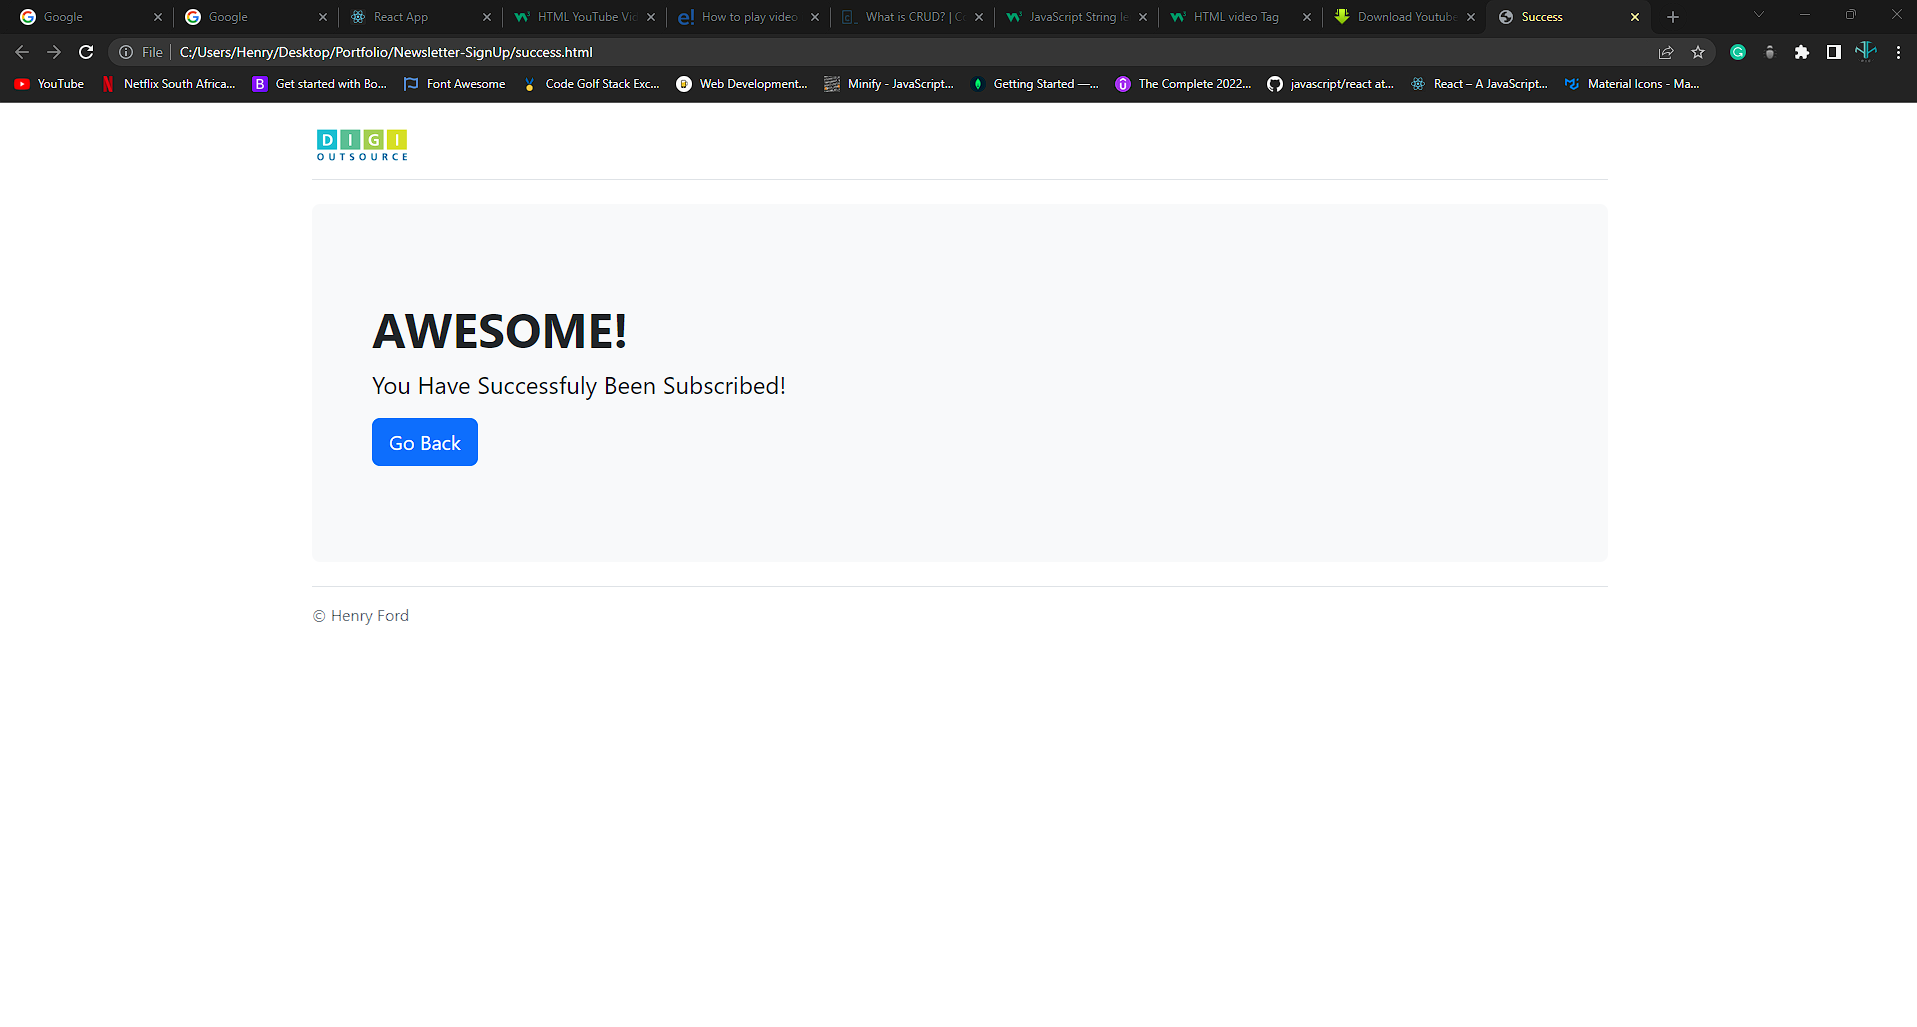 Google
Google
React App
HTML YouTube Vi
How to play video
What is CRUD? | C
JavaScript String le
HTML video Tag
Download Youtube
Success
File
C:/Users/Henry/Desktop/Portfolio/Newsletter-SignUp/success.html
YouTube
Netflix South Africa...
Get started with Bo...
Font Awesome
Code Golf Stack Exc...
Web Development...
Minify - JavaScript...
Getting Started —...
The Complete 2022...
javascript/react at...
React – A JavaScript...
Material Icons - Ma...
DIGI
OUTSOURCE
AWESOME!
You Have Successfuly Been Subscribed!
Go Back
© Henry Ford